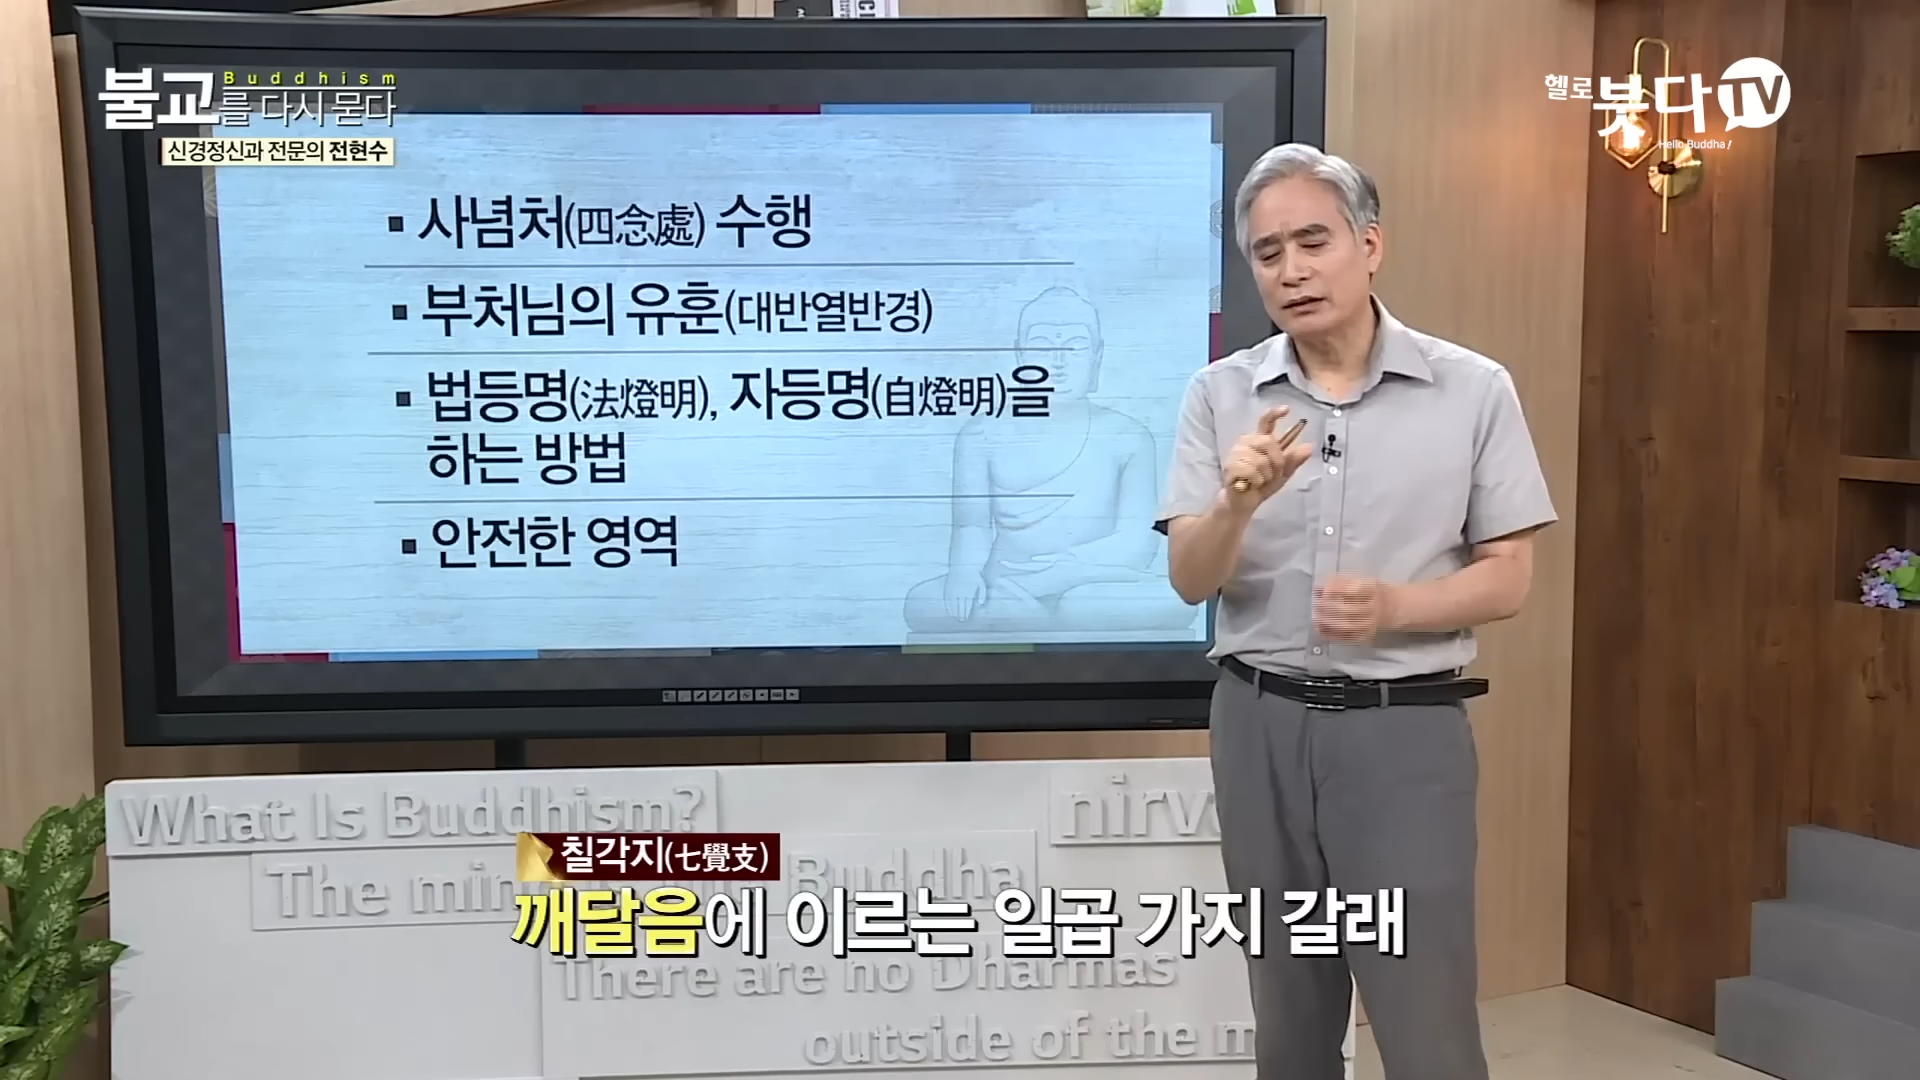 Buddhism
불교를 다시 묻다
신경정신과 전문의 전현수
헬로 붓다 TV
Hello Buddha!
▪ 사념처(四念處) 수행
▪ 부처님의 유훈(대반열반경)
▪ 법등명(法燈明), 자등명(自燈明)을
하는 방법
▪ 안전한 영역
What Is Buddhism?
nirv
The min
Buddha
칠각지(七覺支)
깨달음에 이르는 일곱 가지 갈래
There are no Dharmas
outside of the m